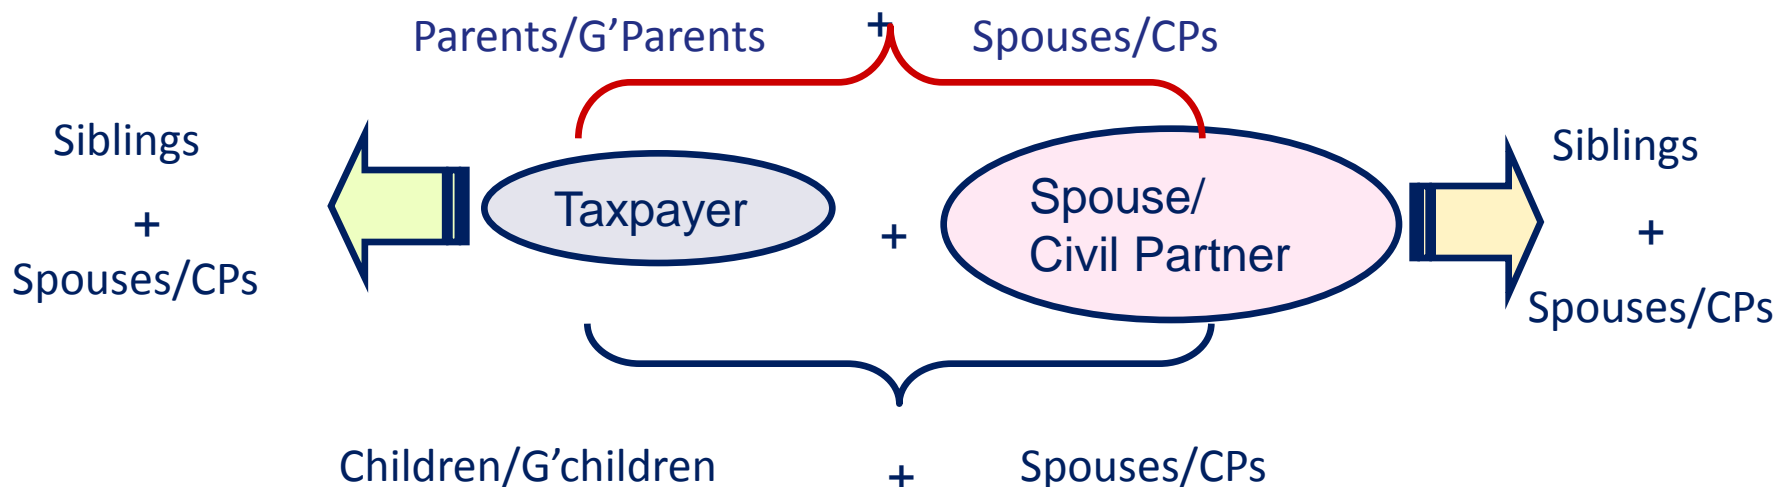 Parents/G’Parents + Spouses/CPs
Siblings
+
Spouses/CPs
Taxpayer
+
Spouse/
Civil Partner
Siblings
+
Spouses/CPs
Children/G’children + Spouses/CPs